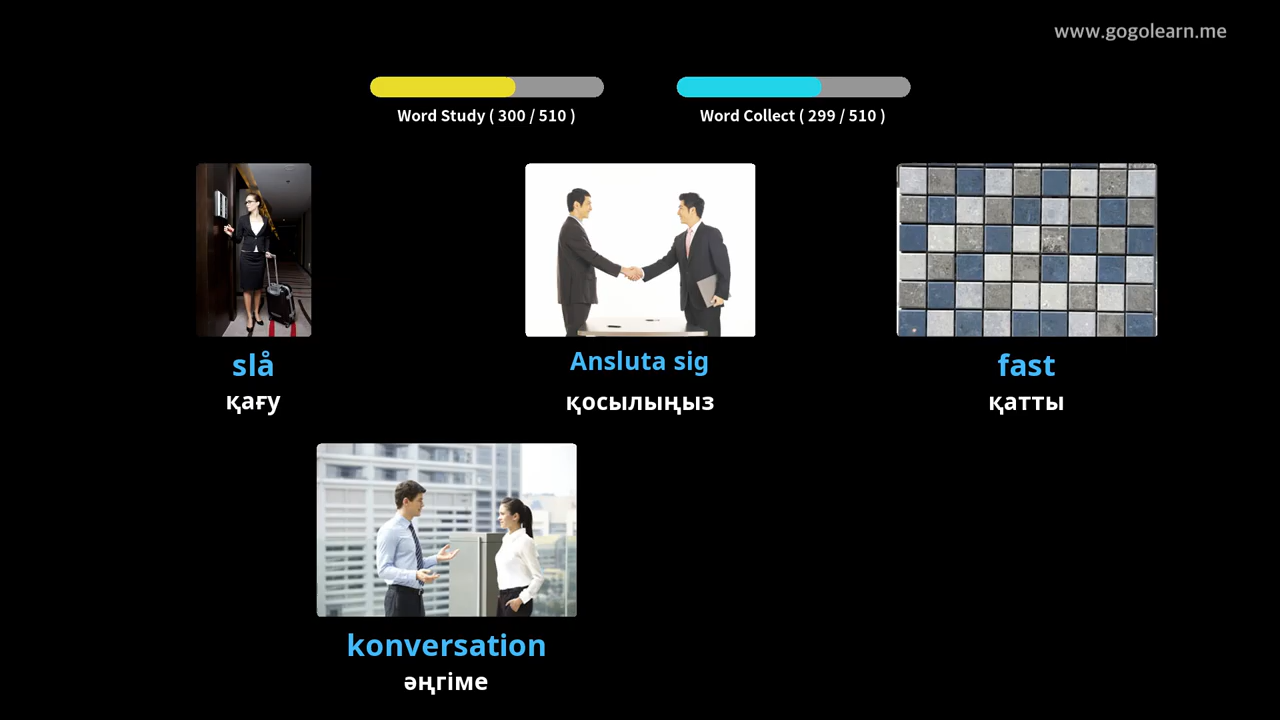 www.gogolearn.me
Word Study ( 300 / 510 )
Word Collect ( 299 / 510 )
slå
қағу
Ansluta sig
қосылыңыз
fast
қатты
konversation
әңгіме